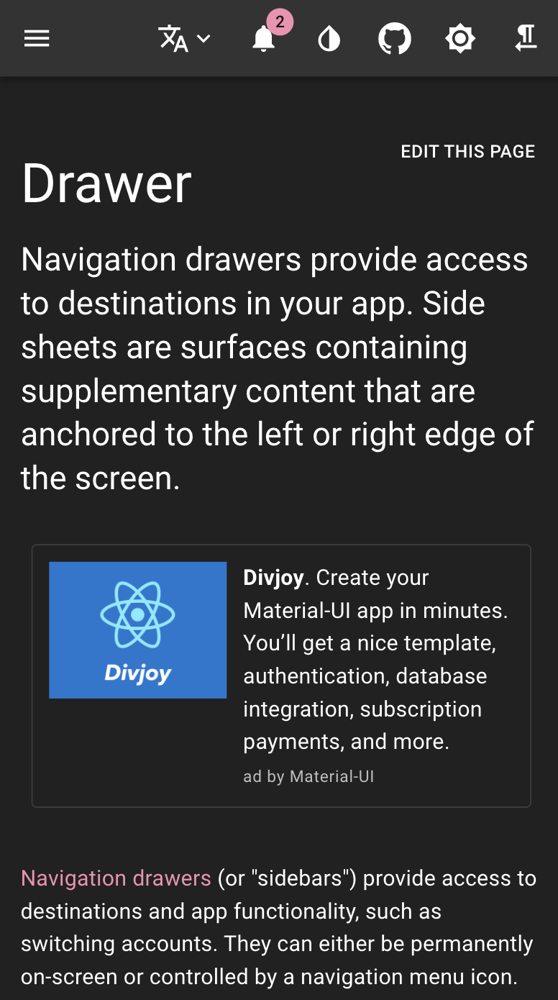 2
EDIT THIS PAGE
Drawer
Navigation drawers provide access
to destinations in your app. Side
sheets are surfaces containing
supplementary content that are
anchored to the left or right edge of
the screen.
Divjoy
Divjoy. Create your
Material-UI app in minutes.
You’ll get a nice template,
authentication, database
integration, subscription
payments, and more.
ad by Material-UI
Navigation drawers (or "sidebars") provide access to
destinations and app functionality, such as
switching accounts. They can either be permanently
on-screen or controlled by a navigation menu icon.